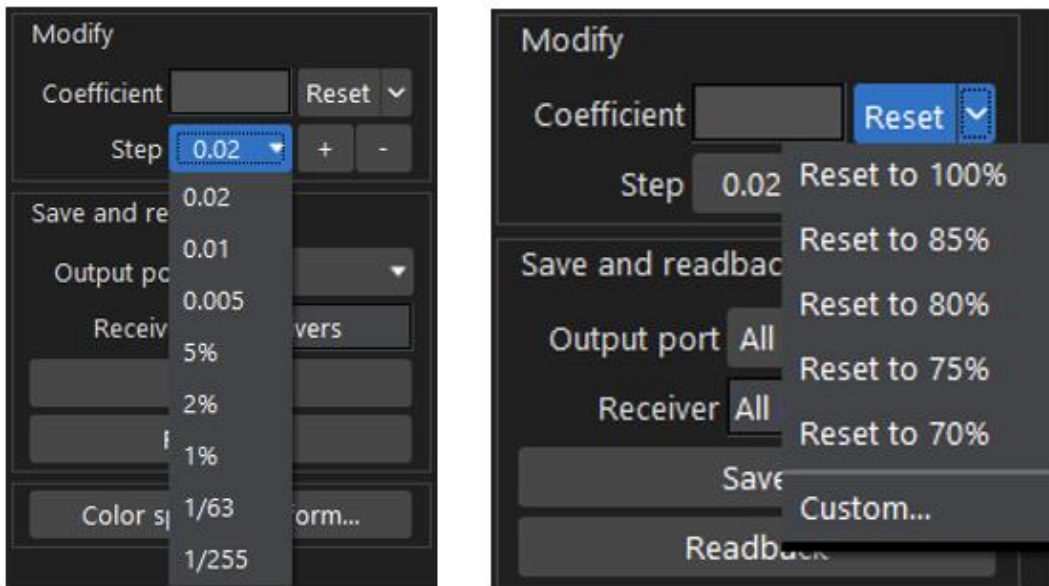 Modify
Coefficient Reset
Step 0.02 + -
0.02
Save and re
0.01
Output po
0.005
Receiv vers
5%
2%
1%
Color s 1/63 orm...
1/255
Modify
Coefficient Reset
Reset to 100%
Step 0.02
Reset to 85%
Save and readbac
Reset to 80%
Output port All
Reset to 75%
Receiver All
Reset to 70%
Save
Custom...
Readback